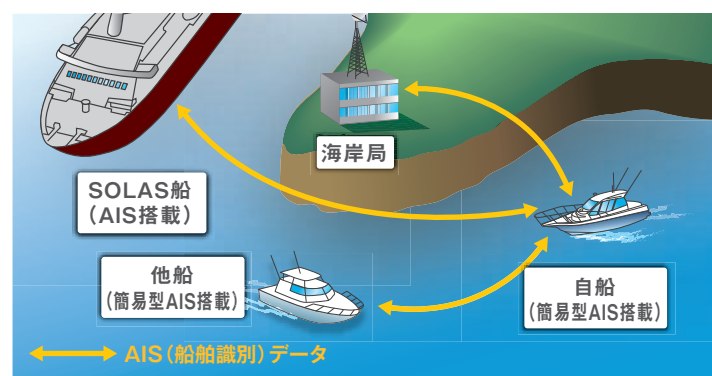 海岸局
SOLAS船
（AIS搭載）
他船
（簡易型AIS搭載）
自船
（簡易型AIS搭載）
AIS（船舶識別）データ